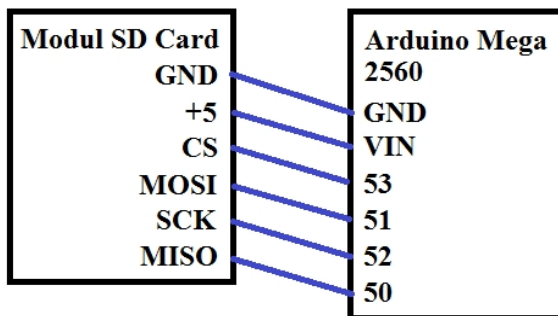 Modul SD Card
GND
+5
CS
MOSI
SCK
MISO
Arduino Mega
2560
GND
VIN
53
51
52
50